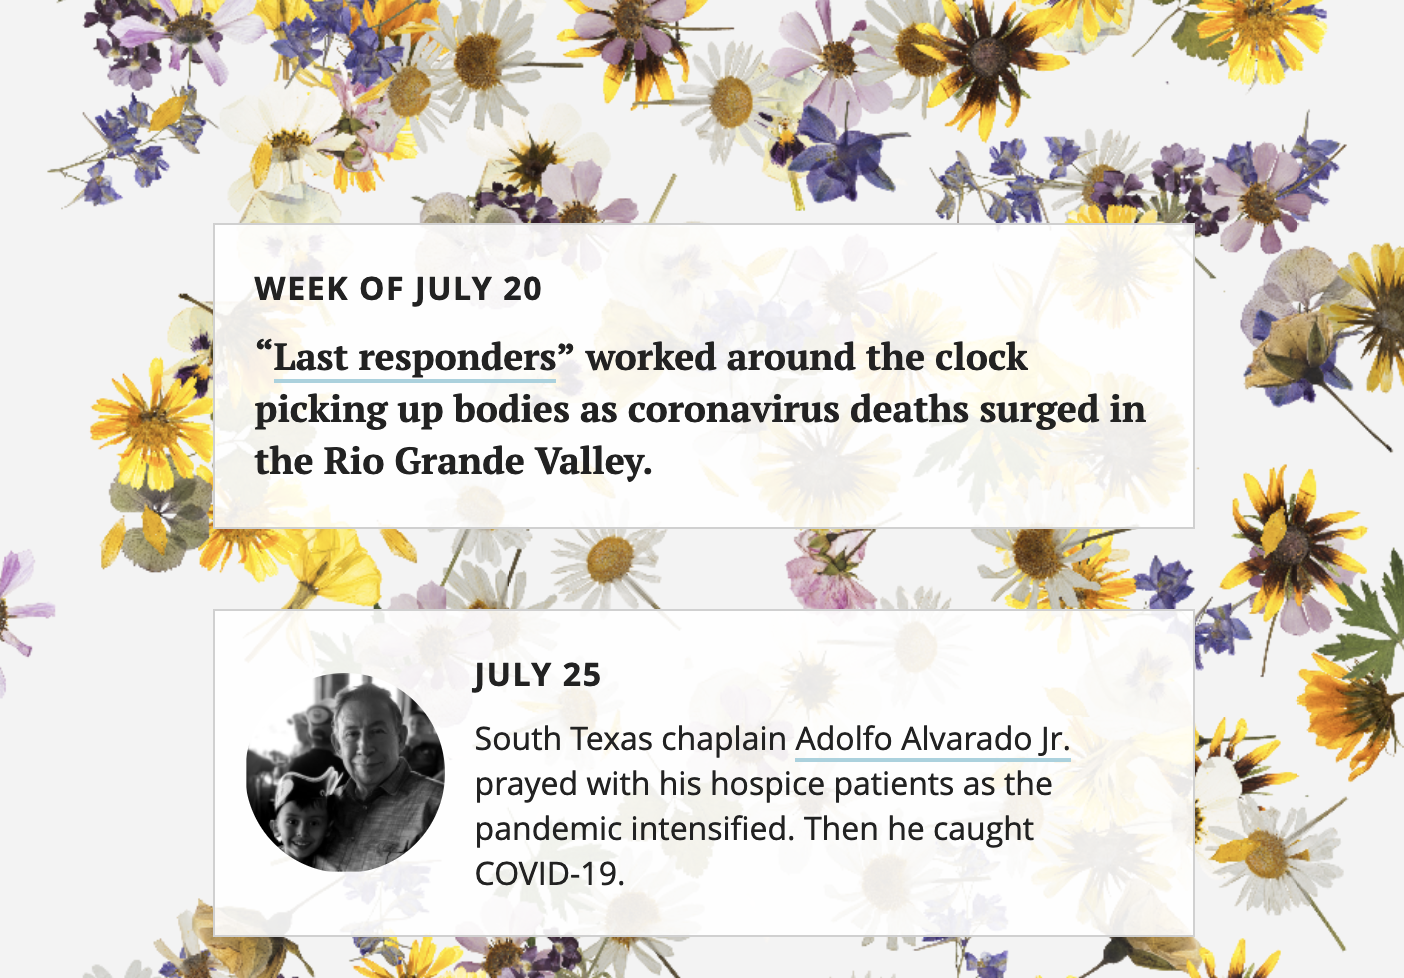 WEEK OF JULY 20
“Last responders” worked around the clock
picking up bodies as coronavirus deaths surged in
the Rio Grande Valley.
JULY 25
South Texas chaplain Adolfo Alvarado Jr.
prayed with his hospice patients as the
pandemic intensified. Then he caught
COVID-19.